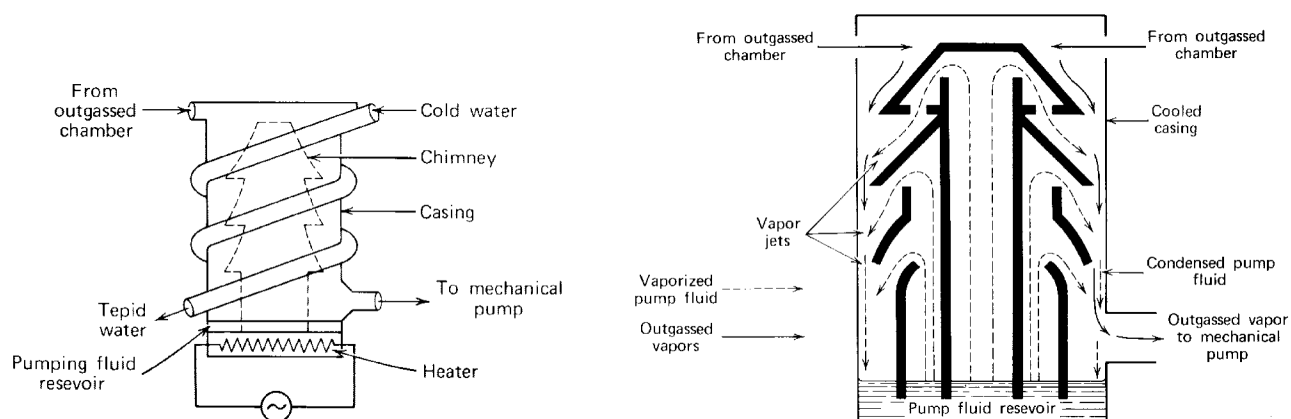 From
outgassed
chamber
Cold water
Chimney
Casing
To mechanical
pump
Tepid
water
Pumping fluid
resevoir
Heater
From outgassed
chamber
From outgassed
chamber
Cooled
casing
Vapor
jets
Vaporized
pump fluid
Condensed pump
fluid
Outgassed
vapors
Outgassed vapor
to mechanical
pump
Pump fluid resevoir